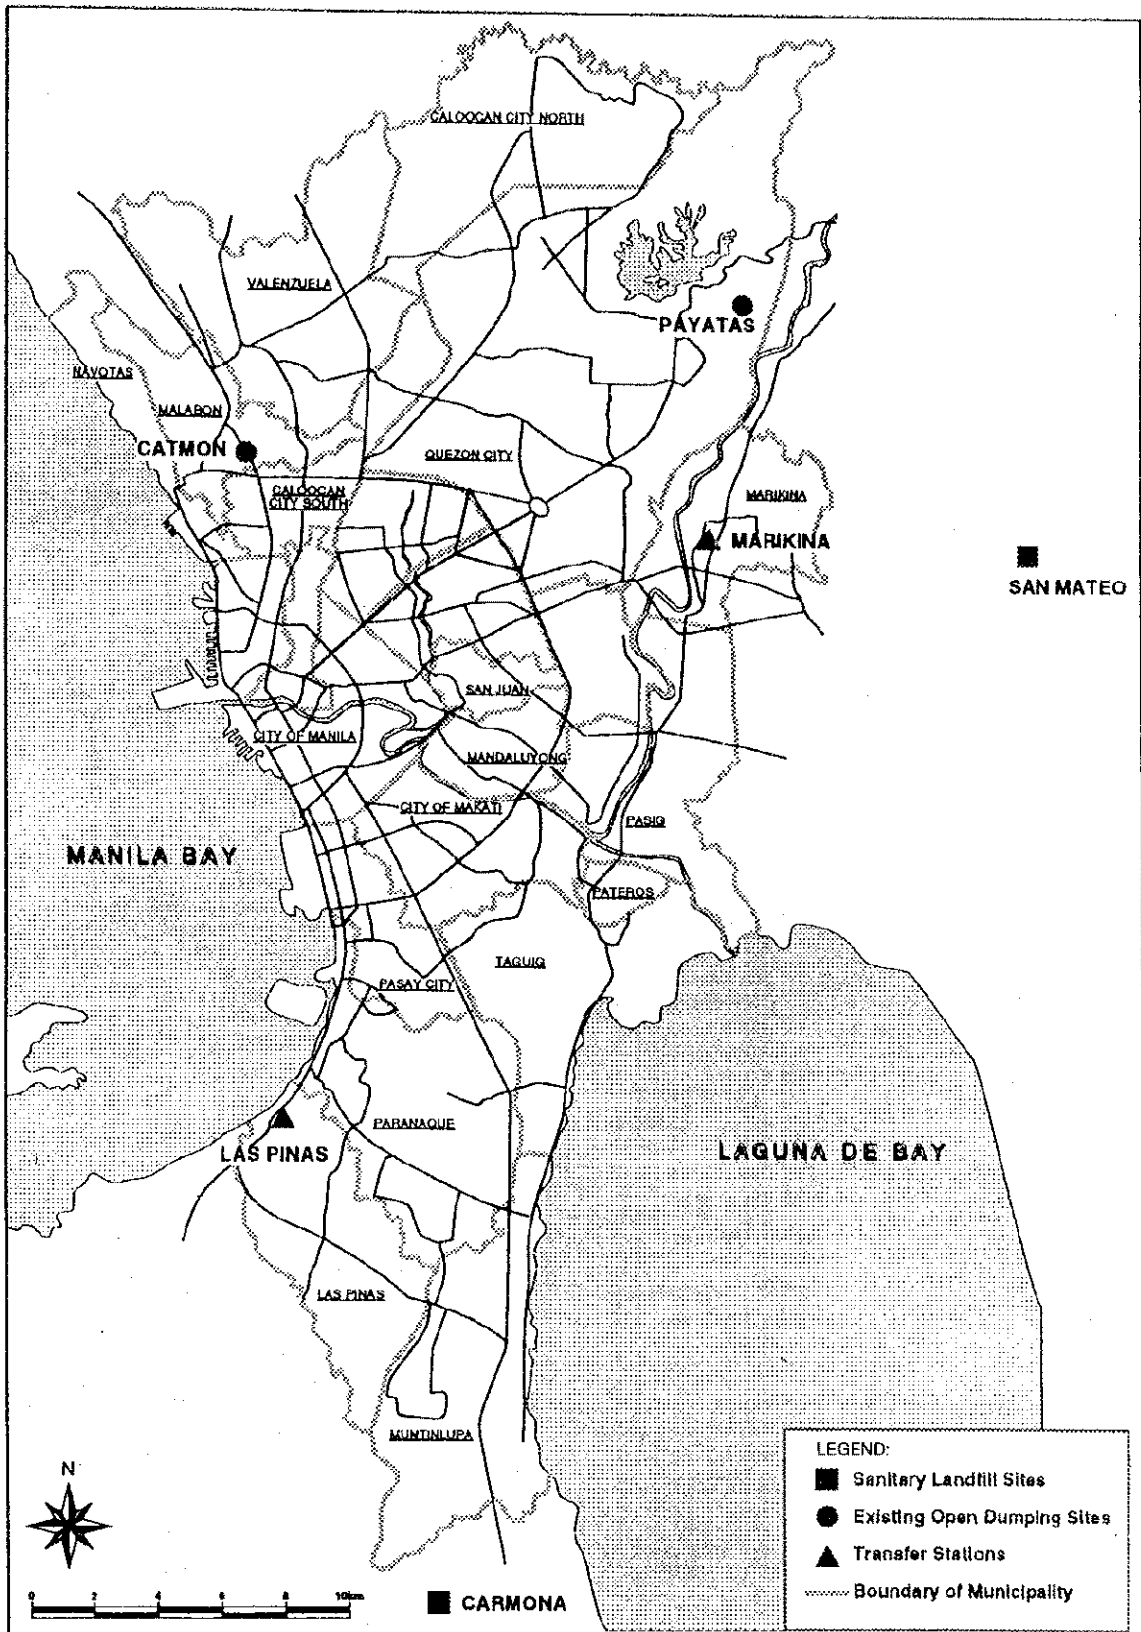 CALOOCAN CITY NORTH
VALENZUELA
PAYATAS
NAVOTAS
MALABON
CATMON
QUEZON CITY
CALOOCAN
CITY SOUTH
MARIKINA
MARIKINA
SAN MATEO
SAN JUAN
CITY OF MANILA
MANDALUYONG
CITY OF MAKATI
PASIG
MANILA BAY
PATEROS
TAGUIG
PASAY CITY
PARANAQUE
LAS PINAS
LAGUNA DE BAY
LAS PINAS
MUNTINLUPA
LEGEND:
Sanitary Landfill Sites
Existing Open Dumping Sites
Transfer Stations
Boundary of Municipality
N
0 2 4 6 8 10km
CARMONA